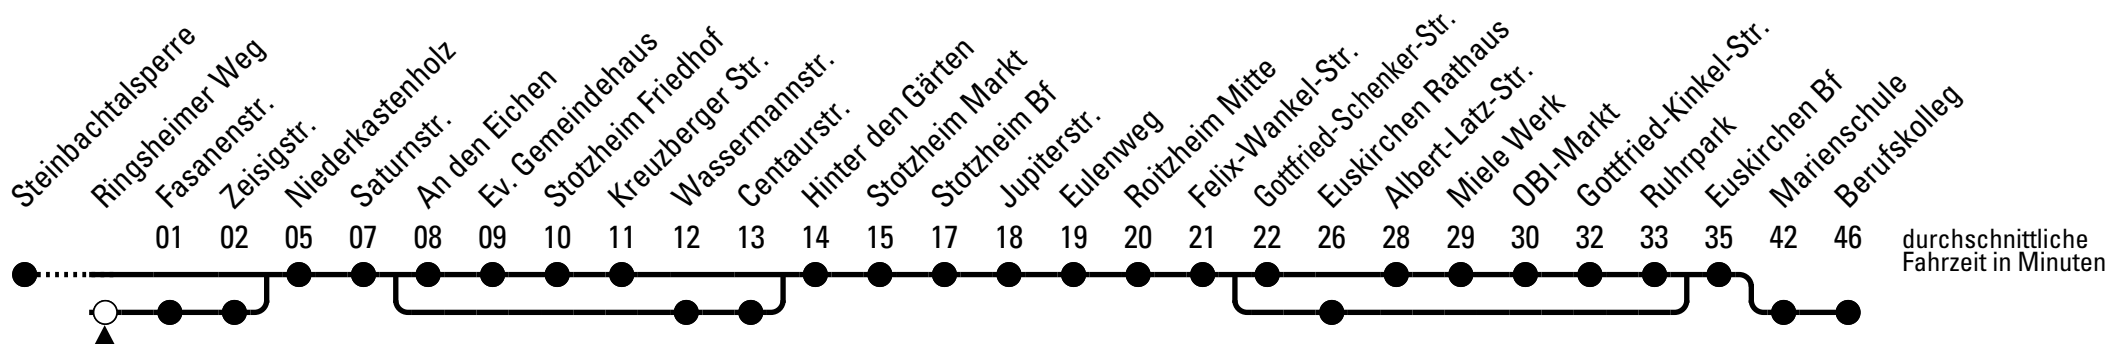 Steinbachtalsperre
Ringsheimer Weg
Fasanenstr.
Zeisigstr.
Niederkastenholz
Saturnstr.
An den Eichen
Ev. Gemeindehaus
Stotzheim Friedhof
Kreuzberger Str.
Wassermannstr.
Centaurstr.
Hinter den Gärten
Stotzheim Markt
Stotzheim Bf
Jupiterstr.
Eulenweg
Roitzheim Mitte
Felix-Wankel-Str.
Gottfried-Schenker-Str.
Euskirchen Rathaus
Albert-Latz-Str.
Miele Werk
OBI-Markt
Gottfried-Kinkel-Str.
Ruhrpark
Euskirchen Bf
Marienschule
Berufskolleg
01 02 05 07 08 09 10 11 12 13 14 15 17 18 19 20 21 22 26 28 29 30 32 33 35 42 46
durchschnittliche
Fahrzeit in Minuten